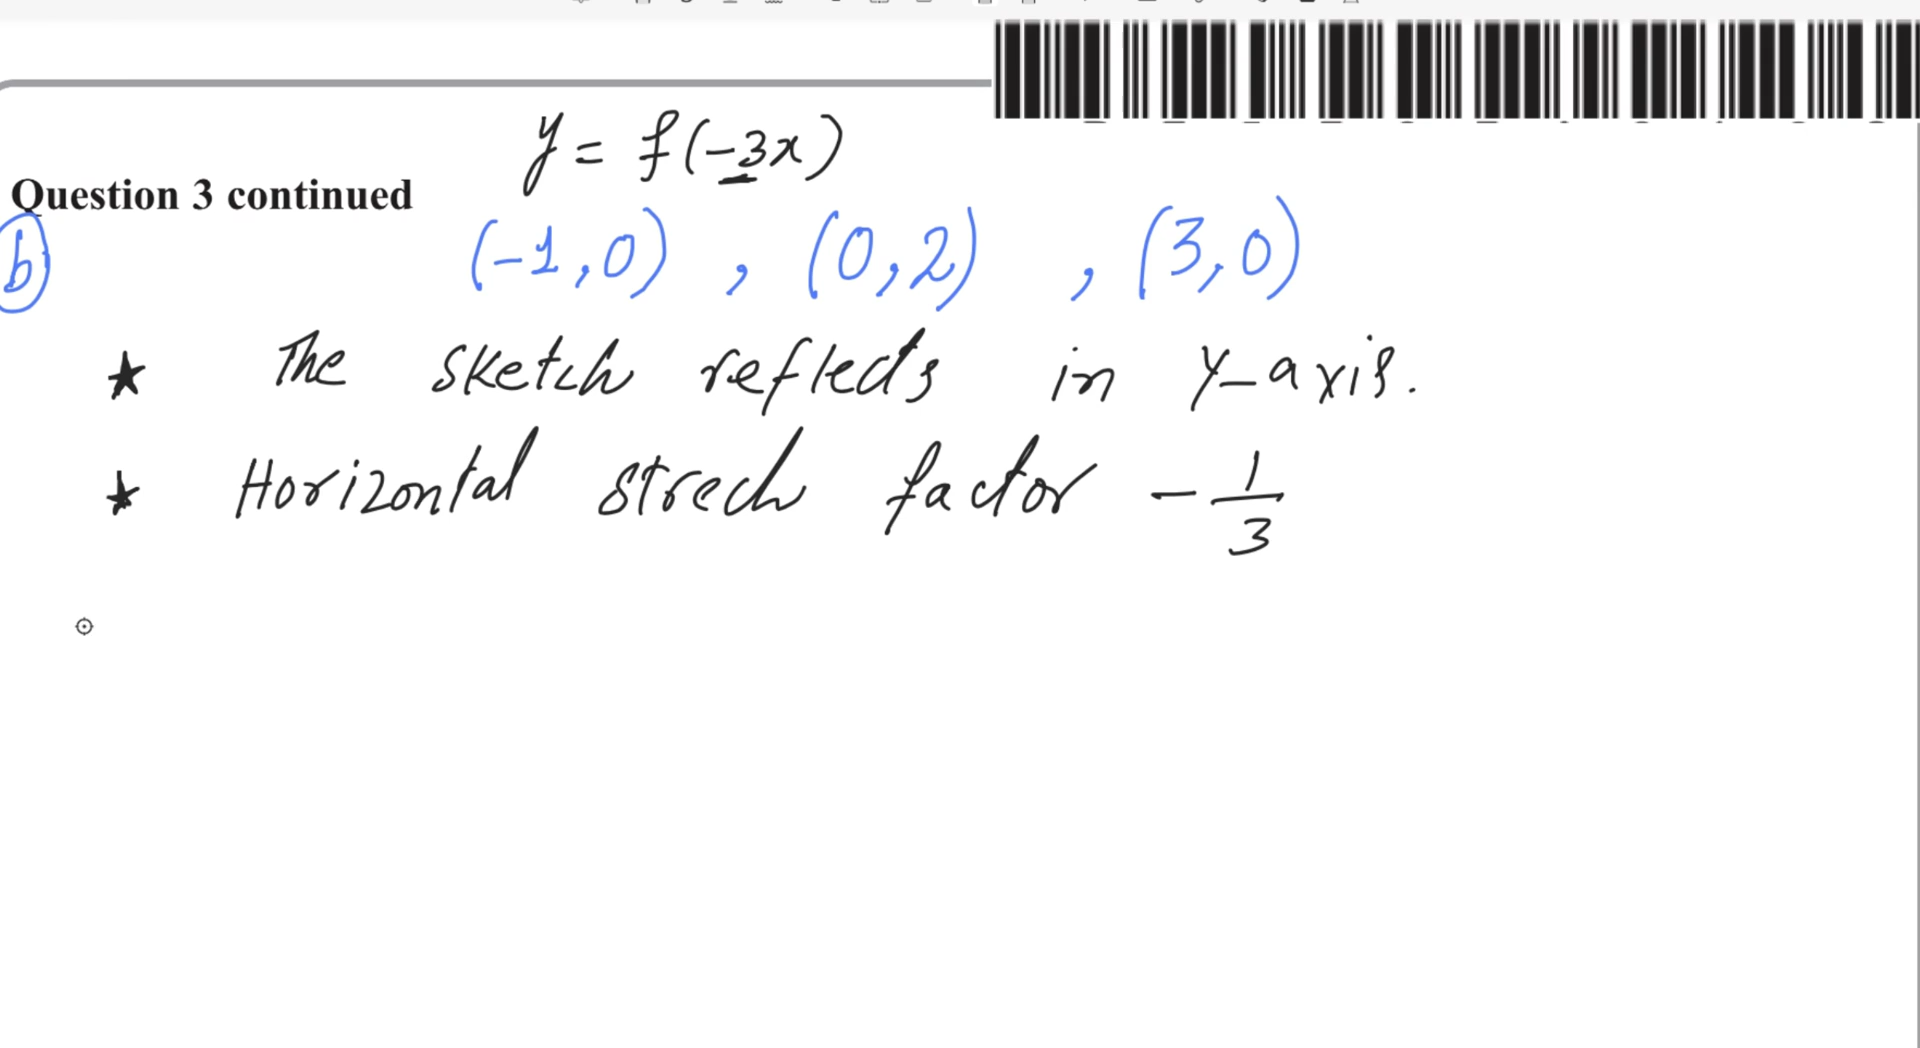 y = f(-3x)
Question 3 continued
b (-1,0) , (0,2) , (3,0)
★ The sketch reflects in y-axis.
★ Horizontal strech factor -1/3